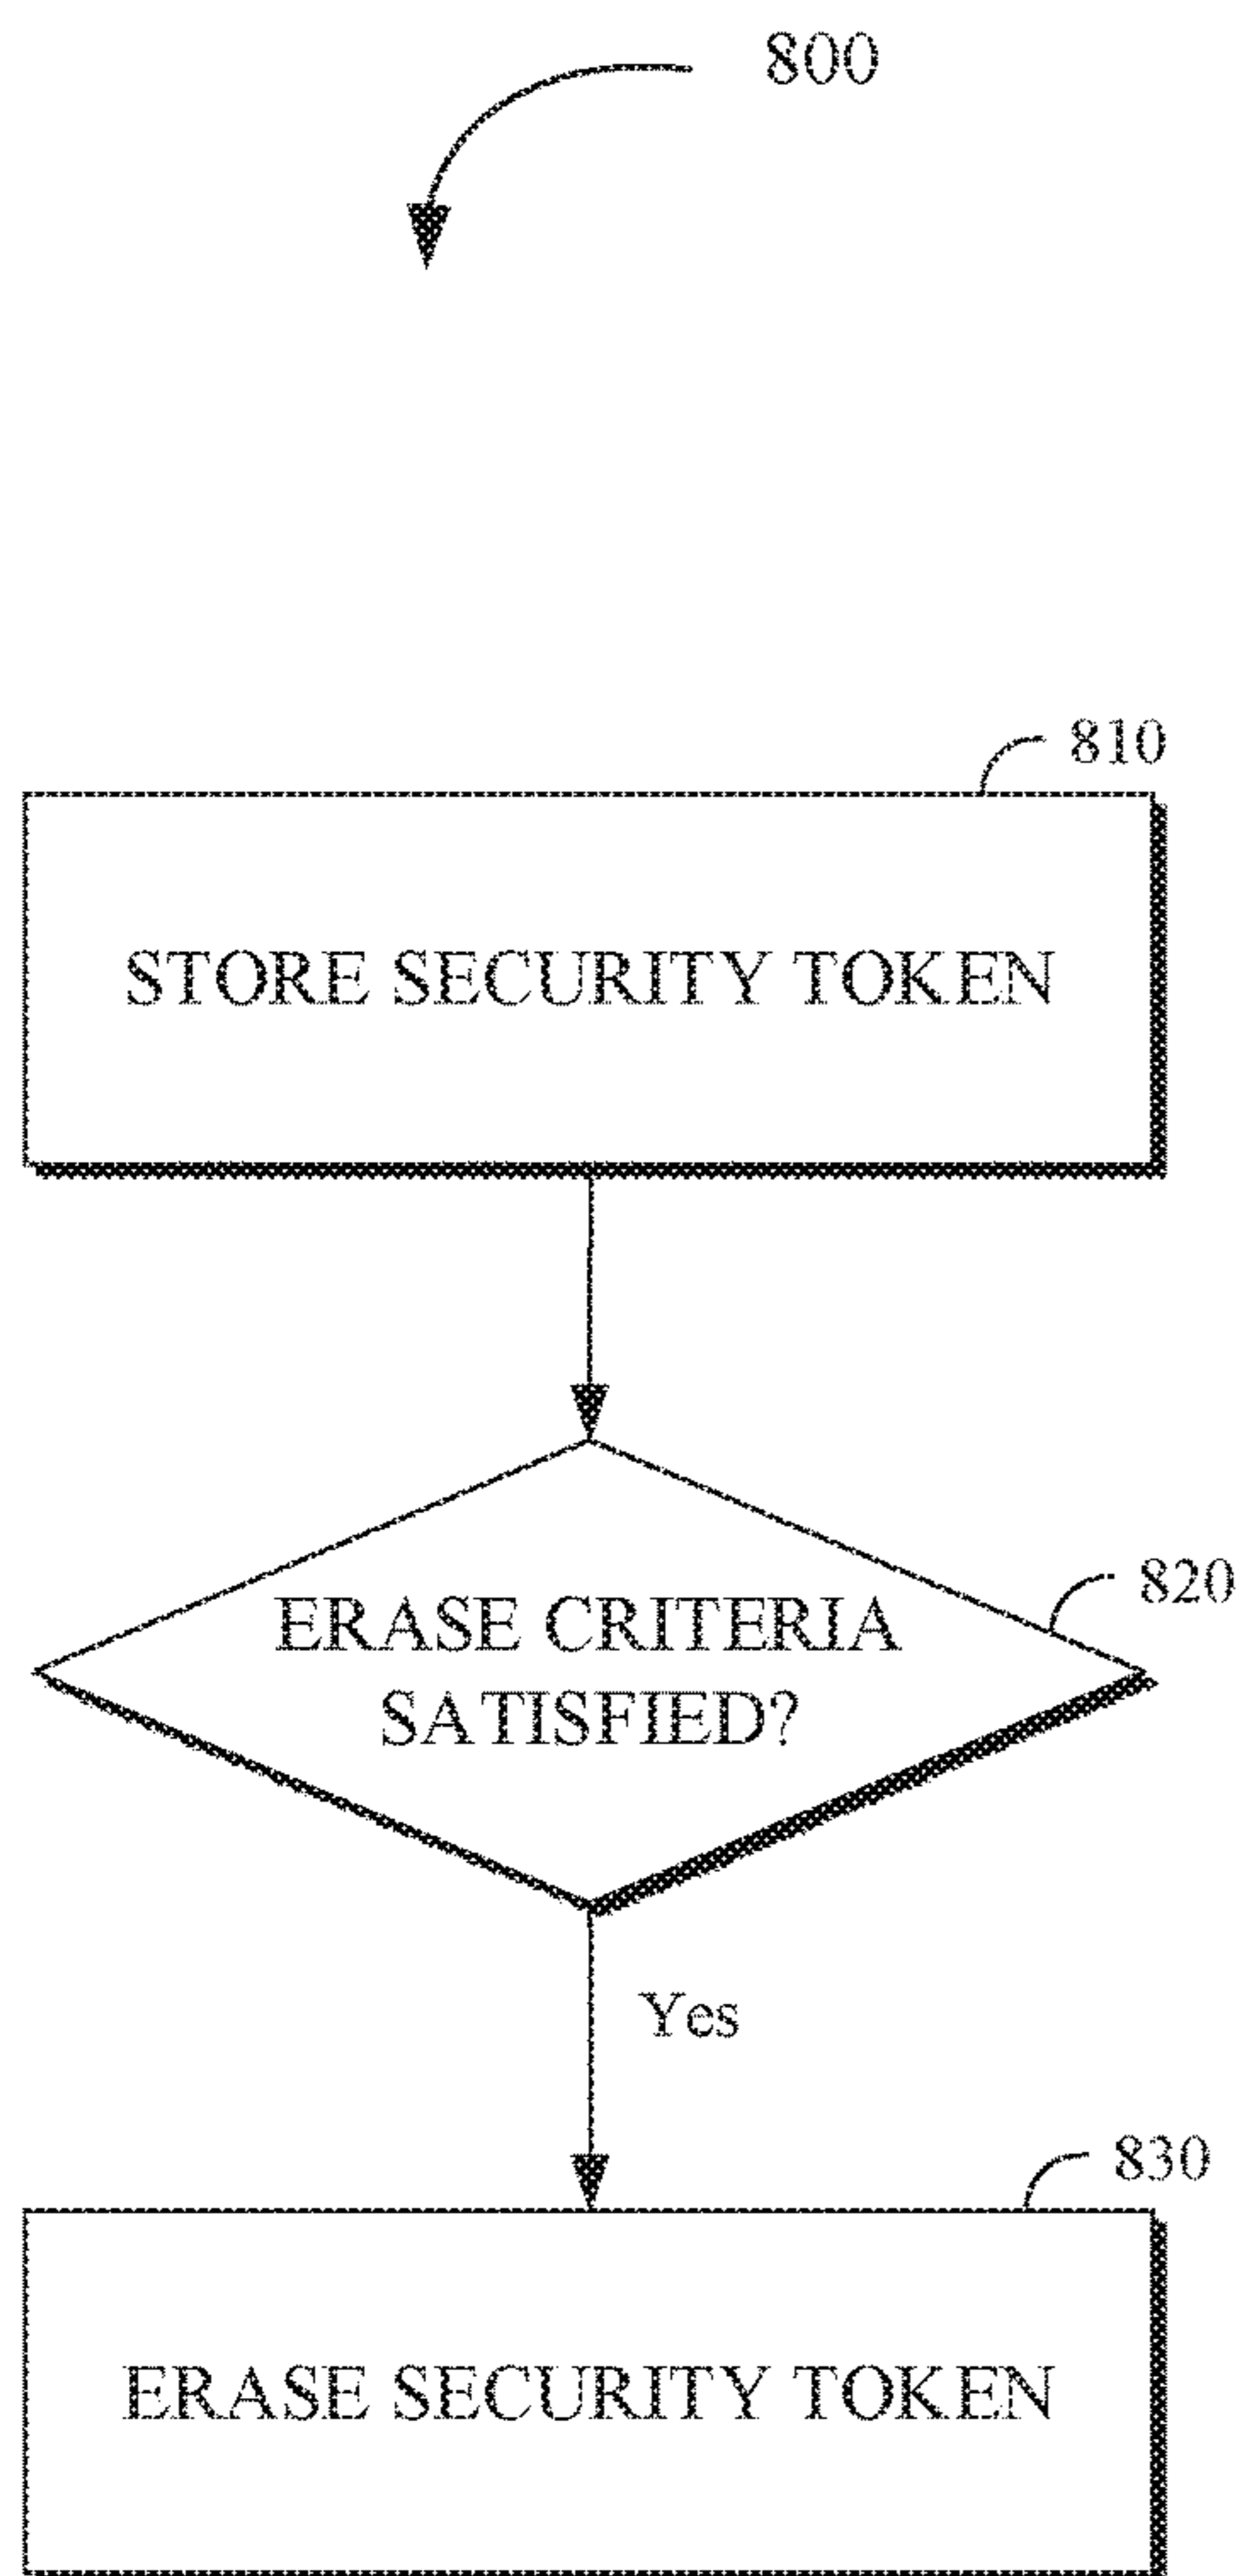 800
810
STORE SECURITY TOKEN
820
ERASE CRITERIA
SATISFIED?
Yes
830
ERASE SECURITY TOKEN